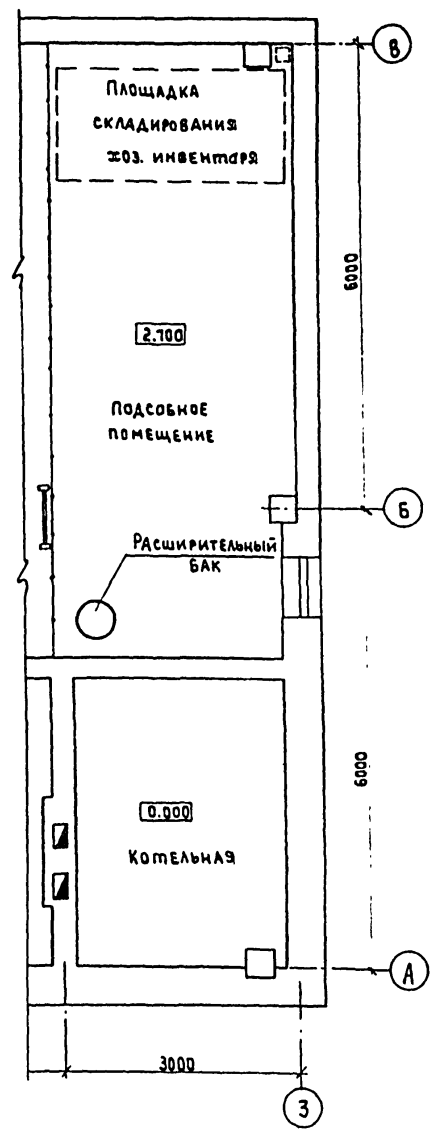 В
ПЛОЩАДКА
СКЛАДИРОВАНИЯ
ХОЗ. ИНВЕНТАРЯ
6000
2.700
ПОДСОБНОЕ
ПОМЕЩЕНИЕ
Б
РАСШИРИТЕЛЬНЫЙ
БАК
6000
0.000
КОТЕЛЬНАЯ
А
3000
3